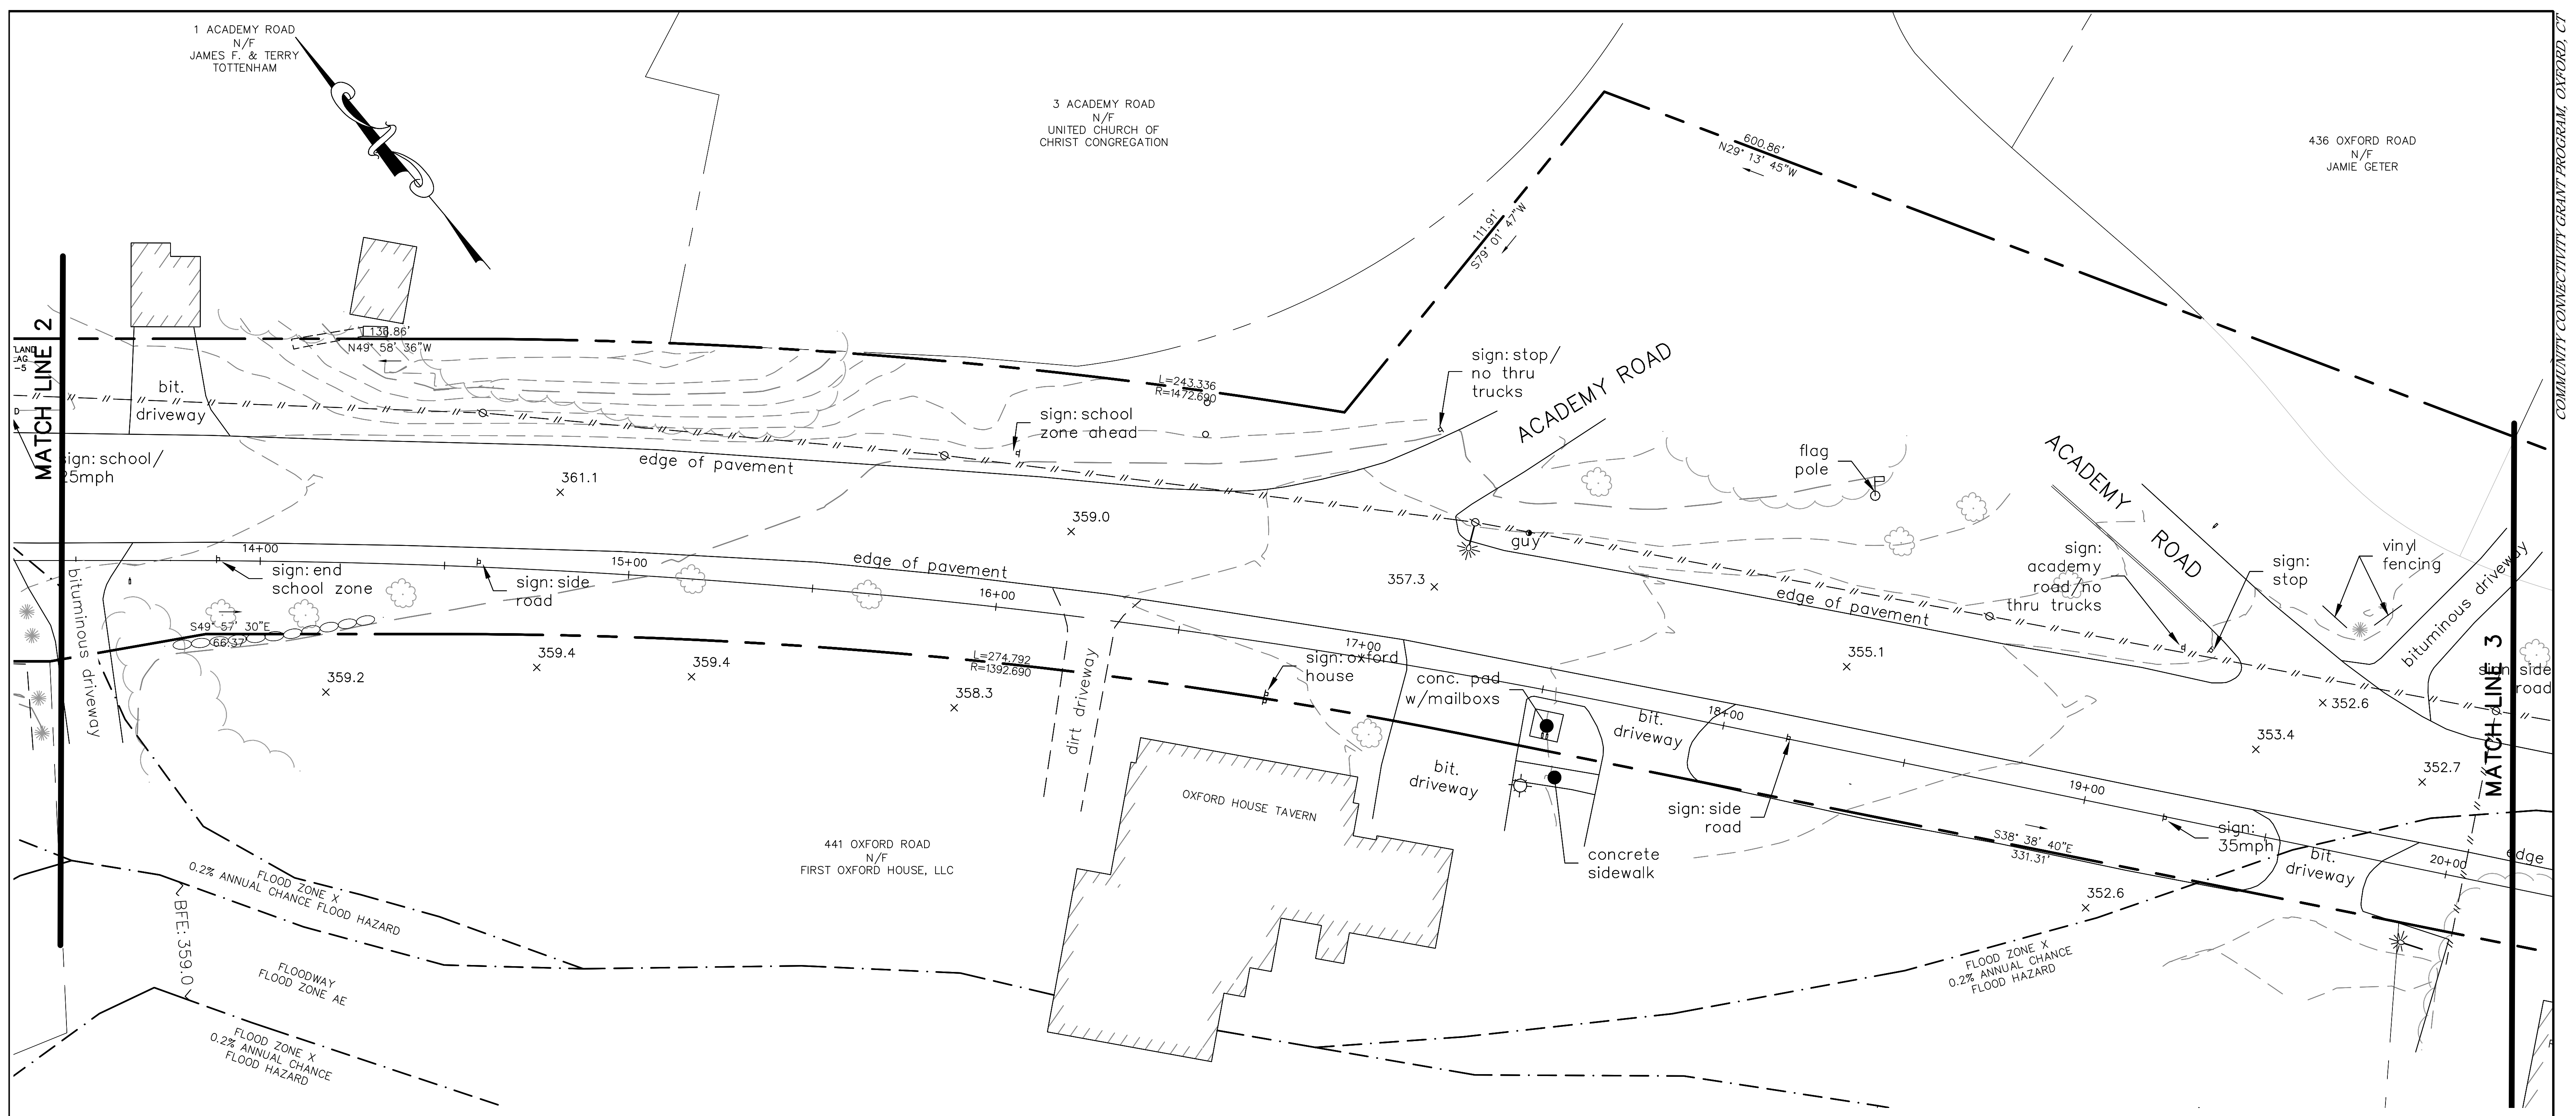 1 ACADEMY ROAD
N/F
JAMES F. & TERRY
TOTTENHAM
3 ACADEMY ROAD
N/F
UNITED CHURCH OF
CHRIST CONGREGATION
436 OXFORD ROAD
N/F
JAMIE GETER
COMMUNITY CONNECTIVITY GRANT PROGRAM, OXFORD, CT
600.86'
N29° 13' 45"W
111.91'
S79° 01' 47"W
MATCH LINE 2
LAND
-5
bit.
driveway
136.86'
N49° 58' 36"W
L=243.336
R=1472.690
sign: school
zone ahead
sign: stop/
no thru
trucks
ACADEMY ROAD
sign: school/
25mph
edge of pavement
361.1
359.0
357.3
flag
pole
guy
ACADEMY
ROAD
sign:
academy
road/no
thru trucks
sign:
stop
vinyl
fencing
bituminous driveway
edge of pavement
355.1
14+00
sign: end
school zone
sign: side
road
15+00
edge of pavement
16+00
17+00
bituminous driveway
S49° 57' 30"E
66.37'
359.2
359.4
359.4
358.3
L=274.792
R=1392.690
dirt driveway
sign: oxford
house
conc. pad
w/mailboxs
bit.
driveway
bit.
driveway
18+00
sign: side
road
352.6
353.4
352.7
MATCH LINE 3
sign: side
road
19+00
S38° 38' 40"E
331.31'
sign:
35mph
bit.
driveway
20+00
edge
352.6
OXFORD HOUSE TAVERN
concrete
sidewalk
441 OXFORD ROAD
N/F
FIRST OXFORD HOUSE, LLC
FLOOD ZONE X
0.2% ANNUAL CHANCE FLOOD HAZARD
BFE: 359.0
FLOODWAY
FLOOD ZONE AE
FLOOD ZONE X
0.2% ANNUAL CHANCE
FLOOD HAZARD
FLOOD ZONE X
0.2% ANNUAL CHANCE
FLOOD HAZARD